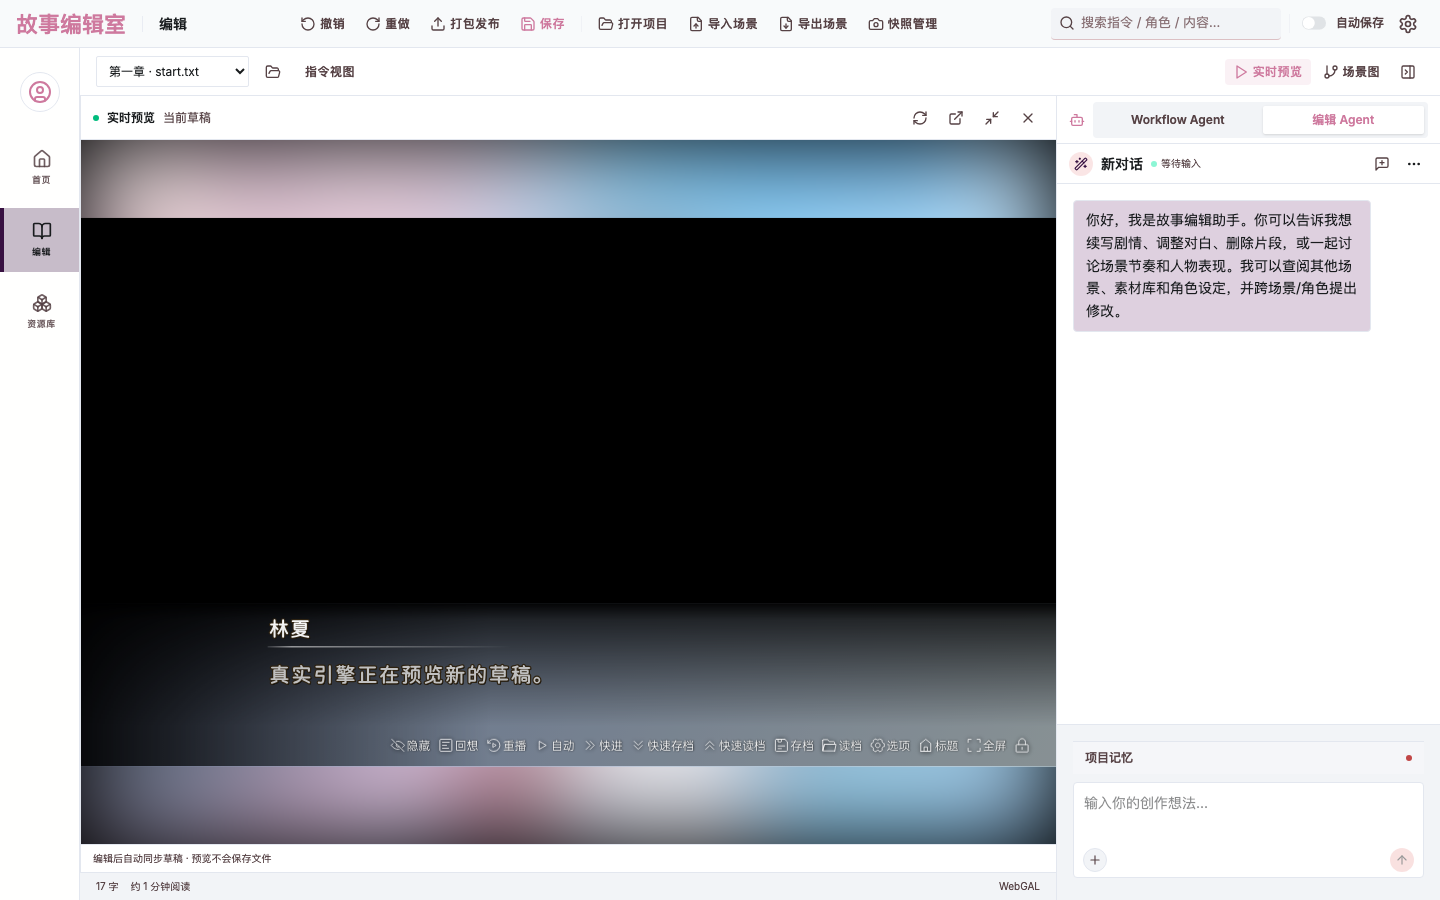 故事编辑室
编辑
撤销
重做
打包发布
保存
打开项目
导入场景
导出场景
快照管理
搜索指令 / 角色 / 内容...
自动保存
首页
编辑
资源库
第一章 · start.txt
指令视图
实时预览
场景图
实时预览 当前草稿
林夏
真实引擎正在预览新的草稿。
隐藏 回想 重播 自动 快进 快速存档 快速读档 存档 读档 选项 标题 全屏
编辑后自动同步草稿 · 预览不会保存文件
17 字 约 1 分钟阅读
WebGAL
Workflow Agent
编辑 Agent
新对话
等待输入
你好，我是故事编辑助手。你可以告诉我想
续写剧情、调整对白、删除片段，或一起讨
论场景节奏和人物表现。我可以查阅其他场
景、素材库和角色设定，并跨场景/角色提出
修改。
项目记忆
输入你的创作想法...